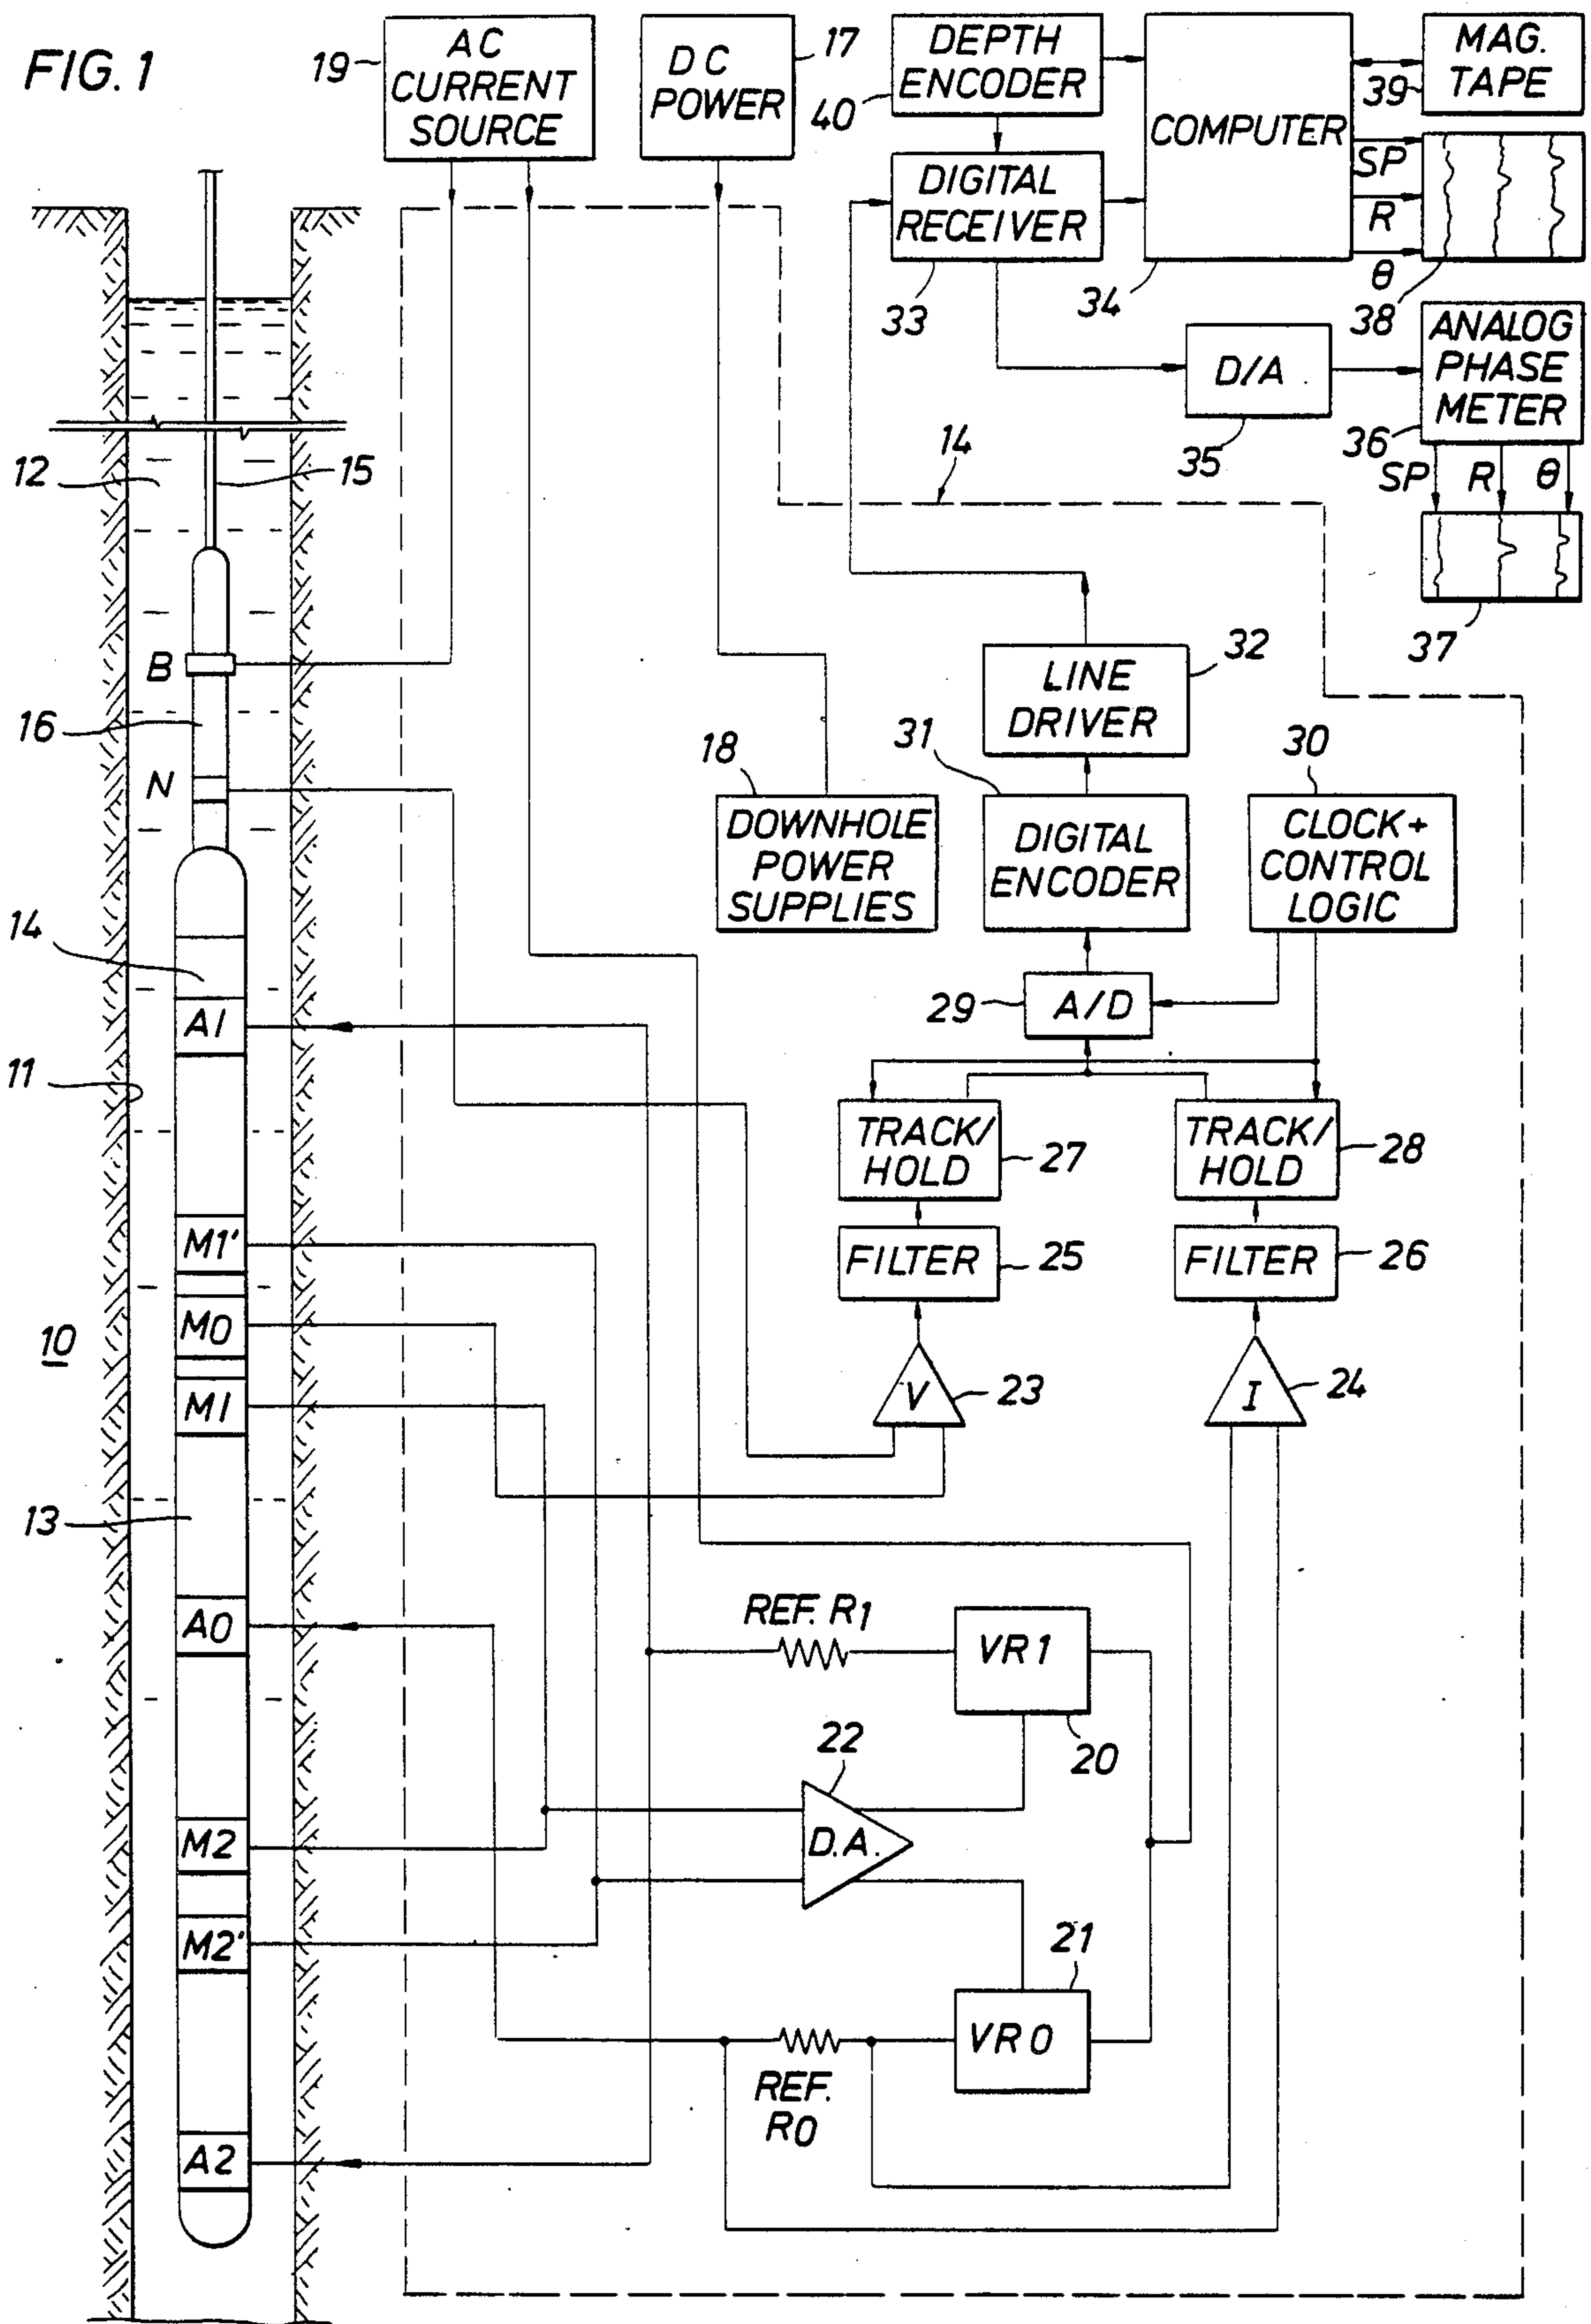 FIG. 1
19
AC
CURRENT
SOURCE
DC
POWER
17
DEPTH
ENCODER
40
COMPUTER
34
MAG.
TAPE
39
DIGITAL
RECEIVER
33
SP
R
θ
38
D/A
35
ANALOG
PHASE
METER
36
SP
R
θ
37
12
15
14
B
16
N
14
A1
11
M1'
M0
10
M1
13
A0
M2
M2'
A2
LINE
DRIVER
32
18
DOWNHOLE
POWER
SUPPLIES
31
DIGITAL
ENCODER
30
CLOCK+
CONTROL
LOGIC
29
A/D
TRACK/
HOLD
27
TRACK/
HOLD
28
FILTER
25
FILTER
26
V
23
I
24
REF. R1
VR1
20
22
D.A.
21
VR0
REF.
R0